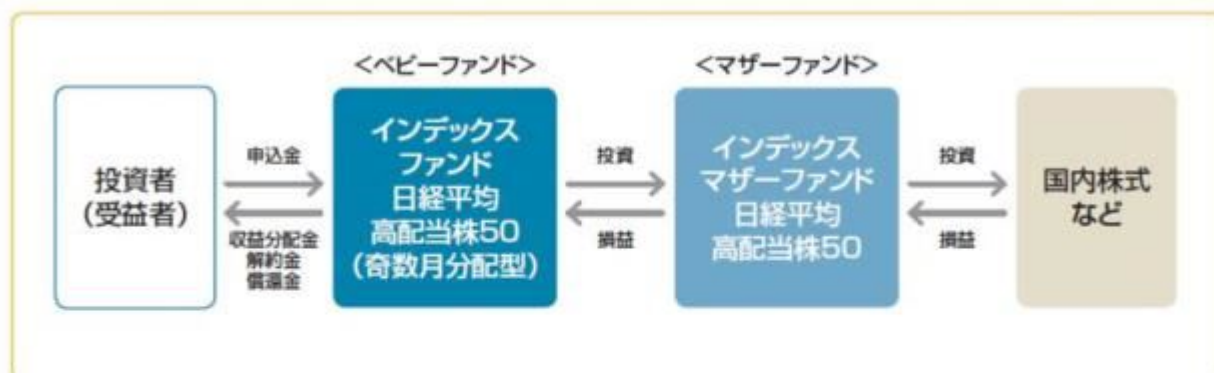 ＜ベビーファンド＞
＜マザーファンド＞
投資者
（受益者）
申込金
収益分配金
解約金
償還金
インデックス
ファンド
日経平均
高配当株50
（奇数月分配型）
投資
損益
インデックス
マザーファンド
日経平均
高配当株50
投資
損益
国内株式
など